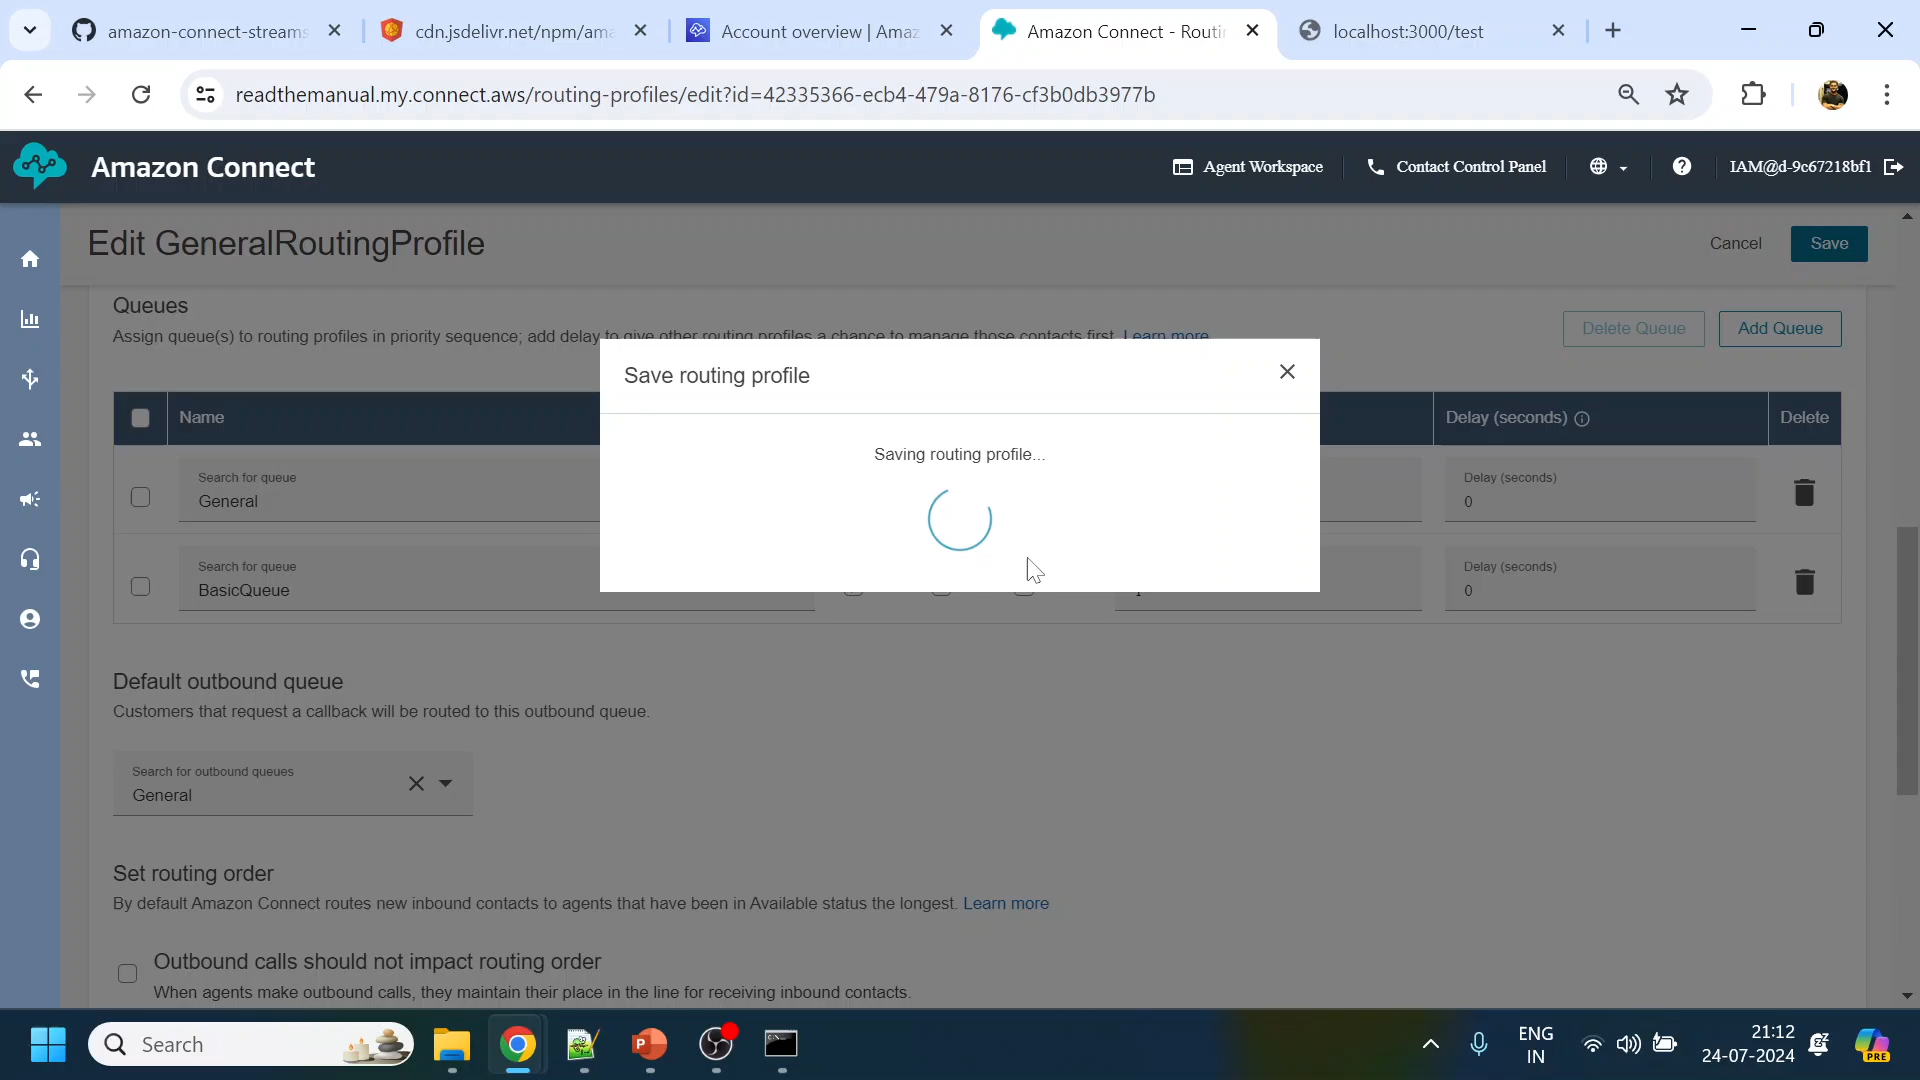 amazon-connect-streams
cdn.jsdelivr.net/npm/ama
Account overview | Amaz
Amazon Connect - Routi
localhost:3000/test
readthemanual.my.connect.aws/routing-profiles/edit?id=42335366-ecb4-479a-8176-cf3b0db3977b
Amazon Connect
Agent Workspace
Contact Control Panel
IAM@d-9c67218bf1
Edit GeneralRoutingProfile
Cancel
Save
Queues
Assign queue(s) to routing profiles in priority sequence; add delay to give other routing profiles a chance to manage those contacts first. Learn more
Delete Queue
Add Queue
Save routing profile
Saving routing profile...
Name
Delay (seconds)
Delete
Search for queue
General
Delay (seconds)
0
Search for queue
BasicQueue
Delay (seconds)
0
Default outbound queue
Customers that request a callback will be routed to this outbound queue.
Search for outbound queues
General
Set routing order
By default Amazon Connect routes new inbound contacts to agents that have been in Available status the longest. Learn more
Outbound calls should not impact routing order
When agents make outbound calls, they maintain their place in the line for receiving inbound contacts.
Search
ENG
IN
21:12
24-07-2024
PRE